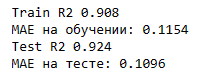 Train R2 0.908
MAE на обучении: 0.1154
Test R2 0.924
MAE на тесте: 0.1096